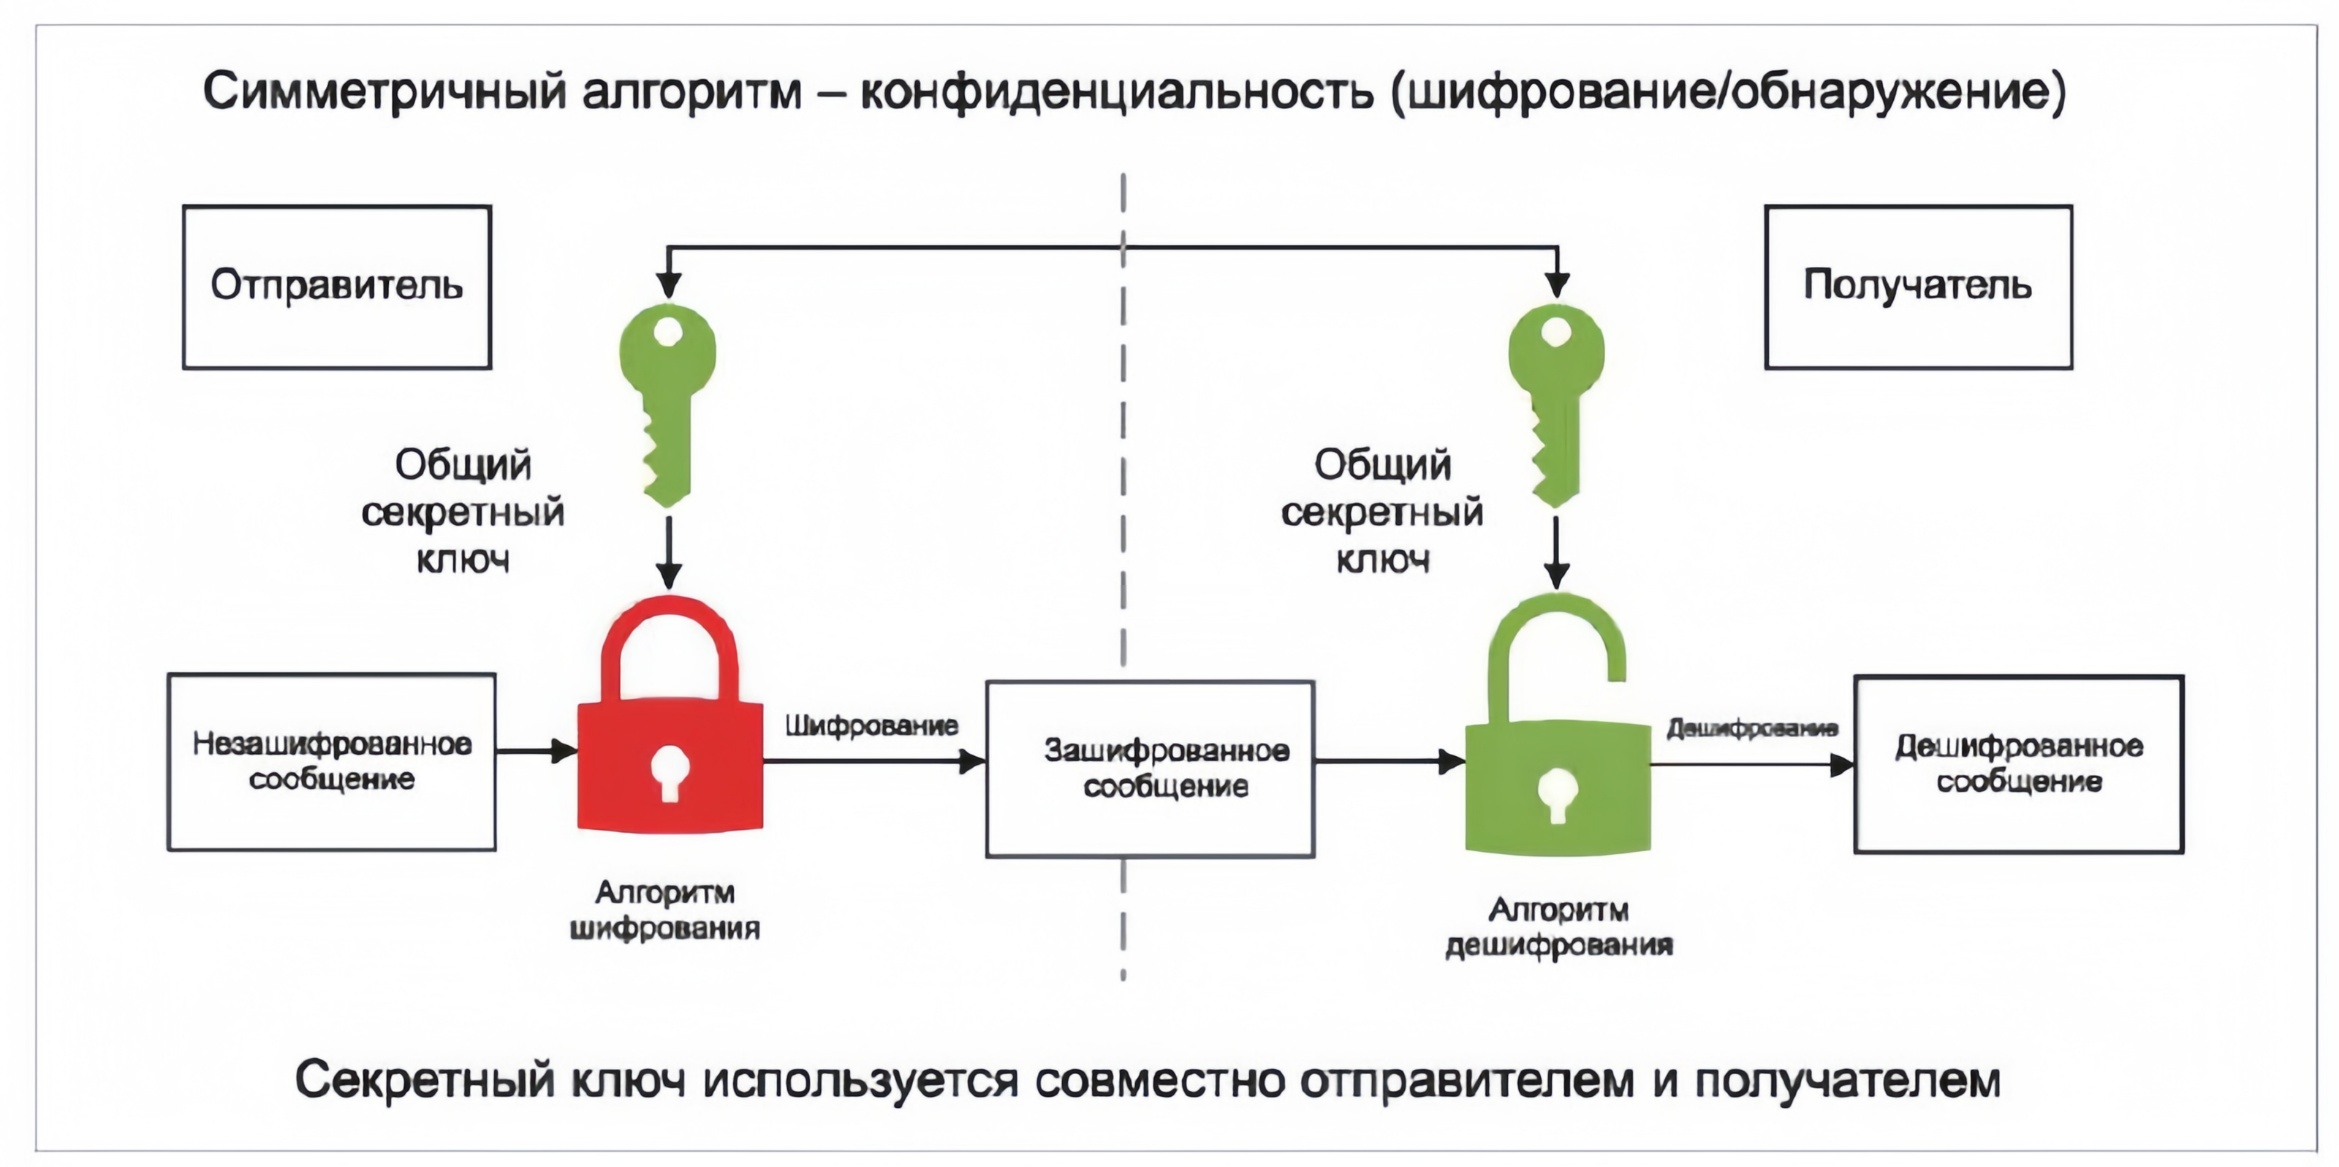 Симметричный алгоритм – конфиденциальность (шифрование/обнаружение)
Отправитель
Получатель
Общий
секретный
ключ
Общий
секретный
ключ
Незашифрованное
сообщение
Шифрование
Зашифрованное
сообщение
Дешифрование
Дешифрованное
сообщение
Алгоритм
шифрования
Алгоритм
дешифрования
Секретный ключ используется совместно отправителем и получателем